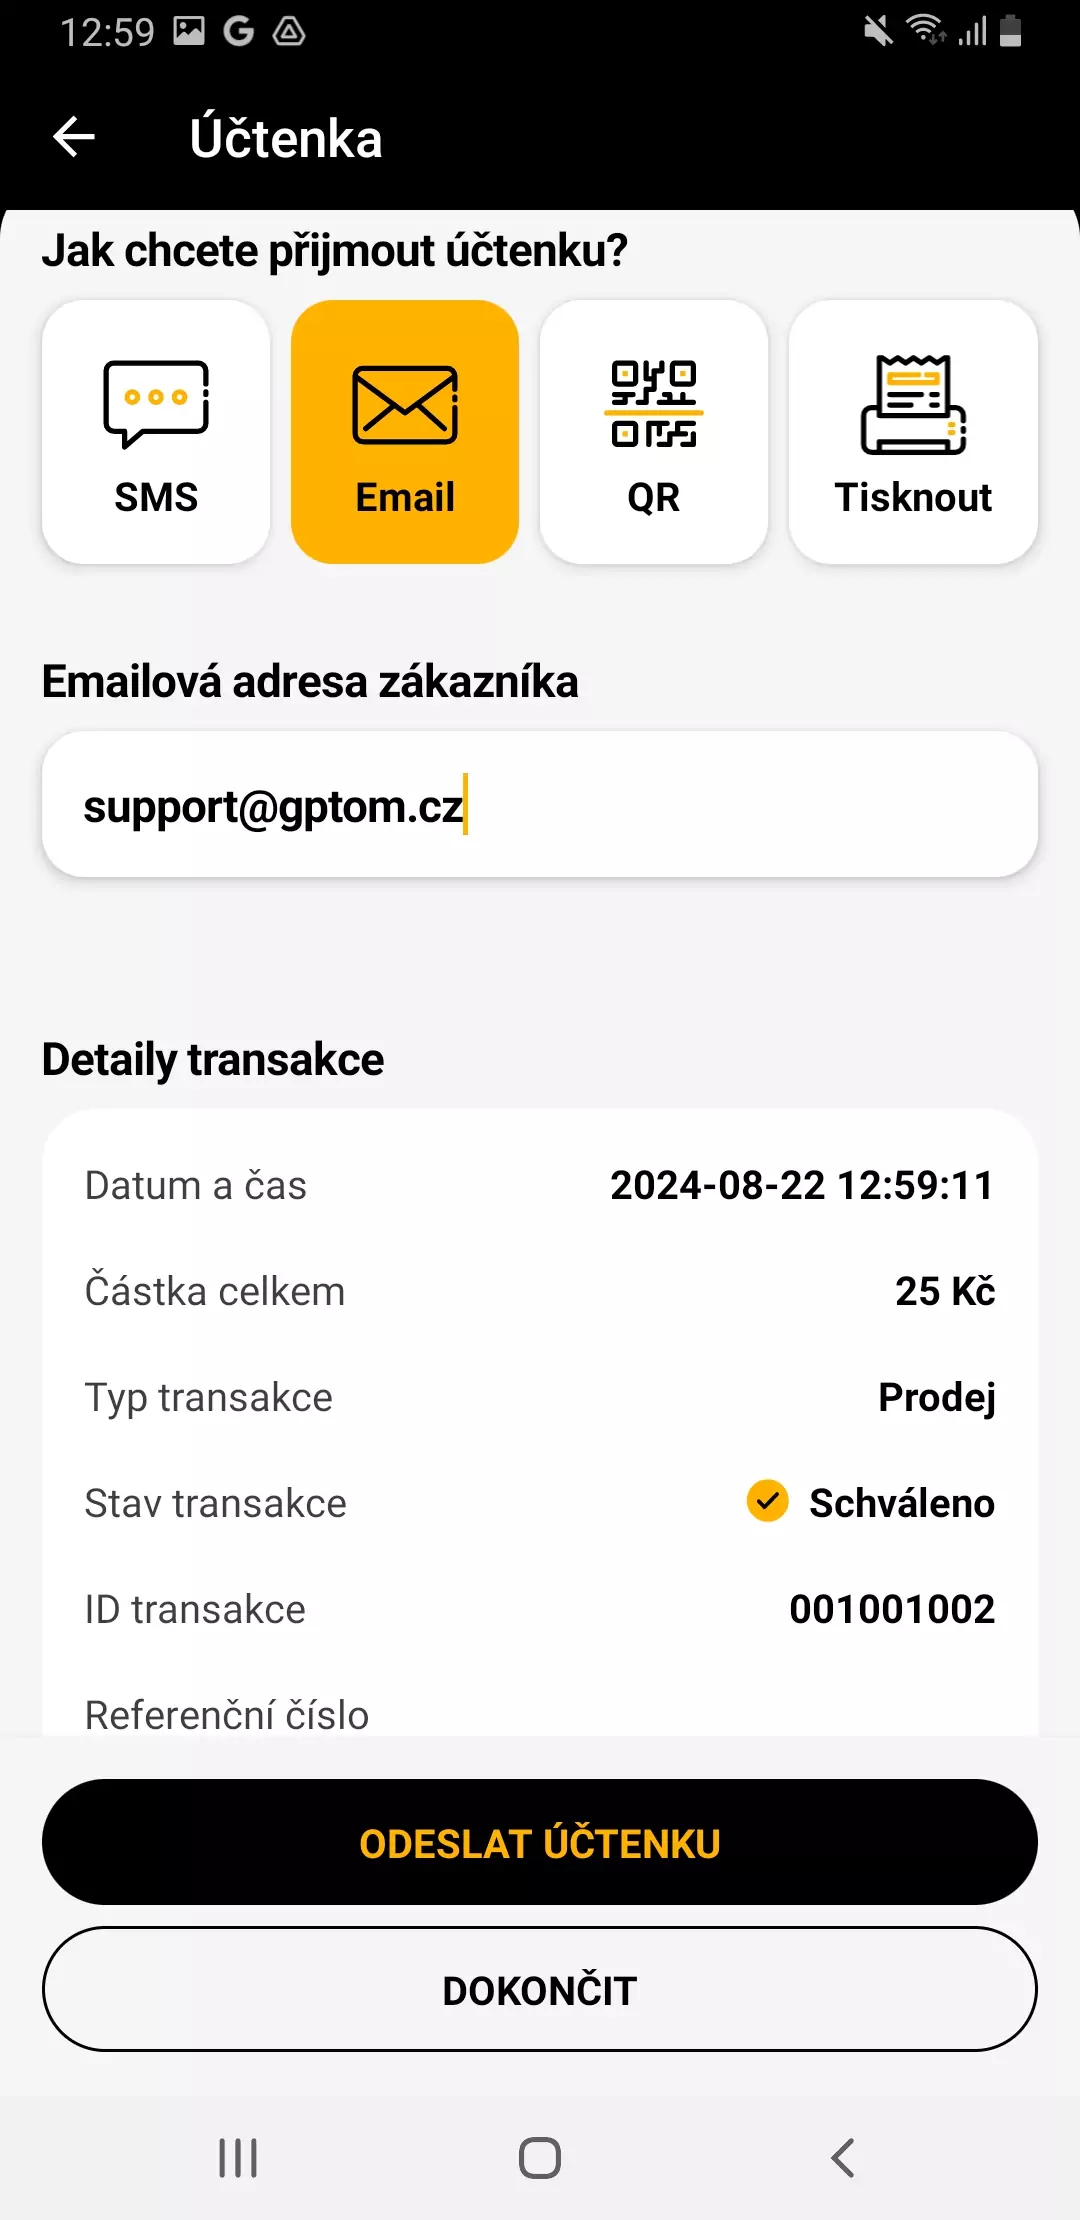 12:59
Účtenka
Jak chcete přijmout účtenku?
SMS
Email
QR
Tisknout
Emailová adresa zákazníka
support@gptom.cz
Detaily transakce
Datum a čas 2024-08-22 12:59:11
Částka celkem 25 Kč
Typ transakce Prodej
Stav transakce Schváleno
ID transakce 001001002
Referenční číslo
ODESLAT ÚČTENKU
DOKONČIT